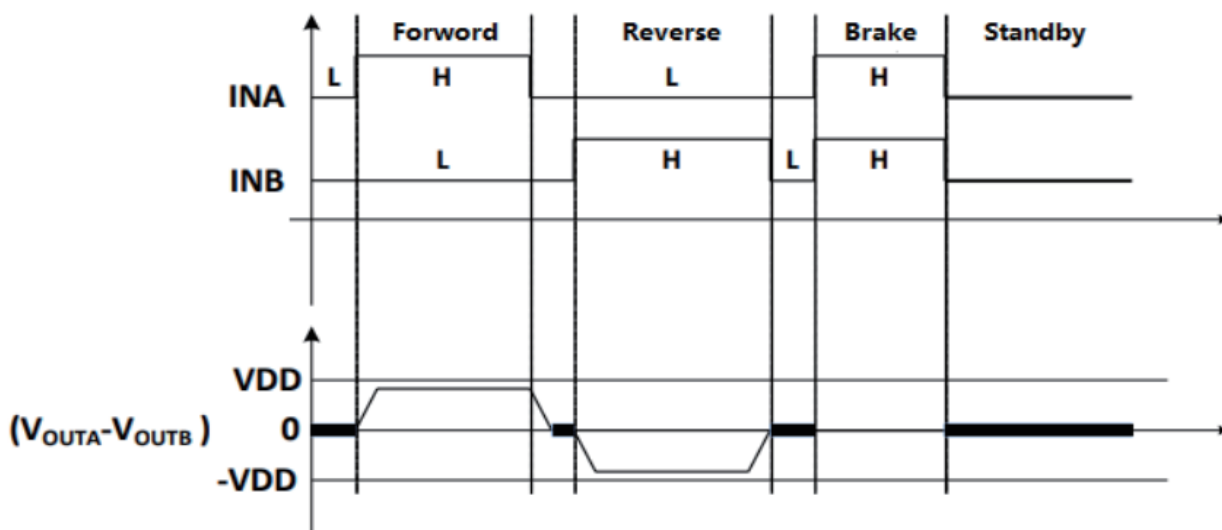 Forword Reverse Brake Standby
INA L H L H
INB L H L H
VDD
(VOUTA-VOUTB) 0
-VDD